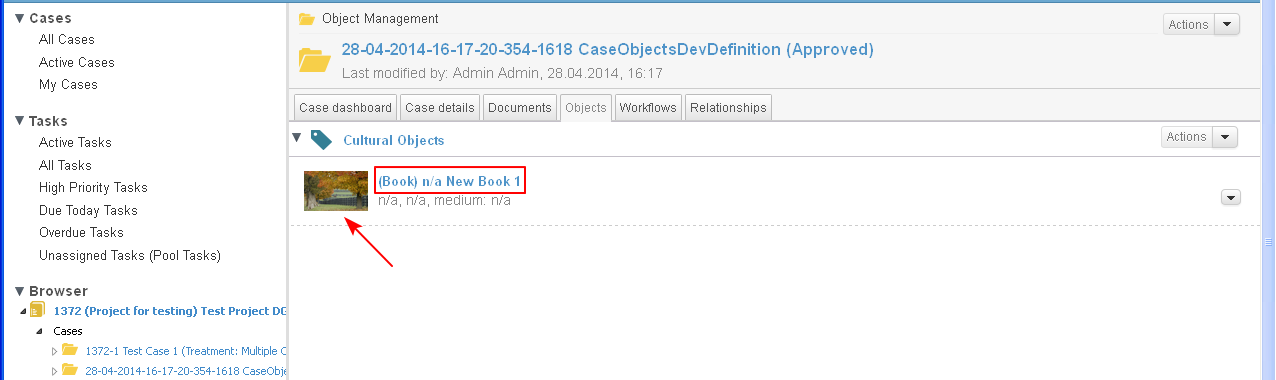 Cases
All Cases
Active Cases
My Cases
Tasks
Active Tasks
All Tasks
High Priority Tasks
Due Today Tasks
Overdue Tasks
Unassigned Tasks (Pool Tasks)
Browser
1372 (Project for testing) Test Project DG
Cases
1372-1 Test Case 1 (Treatment: Multiple C
28-04-2014-16-17-20-354-1618 CaseObje
Object Management
Actions
28-04-2014-16-17-20-354-1618 CaseObjectsDevDefinition (Approved)
Last modified by: Admin Admin, 28.04.2014, 16:17
Case dashboard Case details Documents Objects Workflows Relationships
Cultural Objects
Actions
(Book) n/a New Book 1
n/a, n/a, medium: n/a